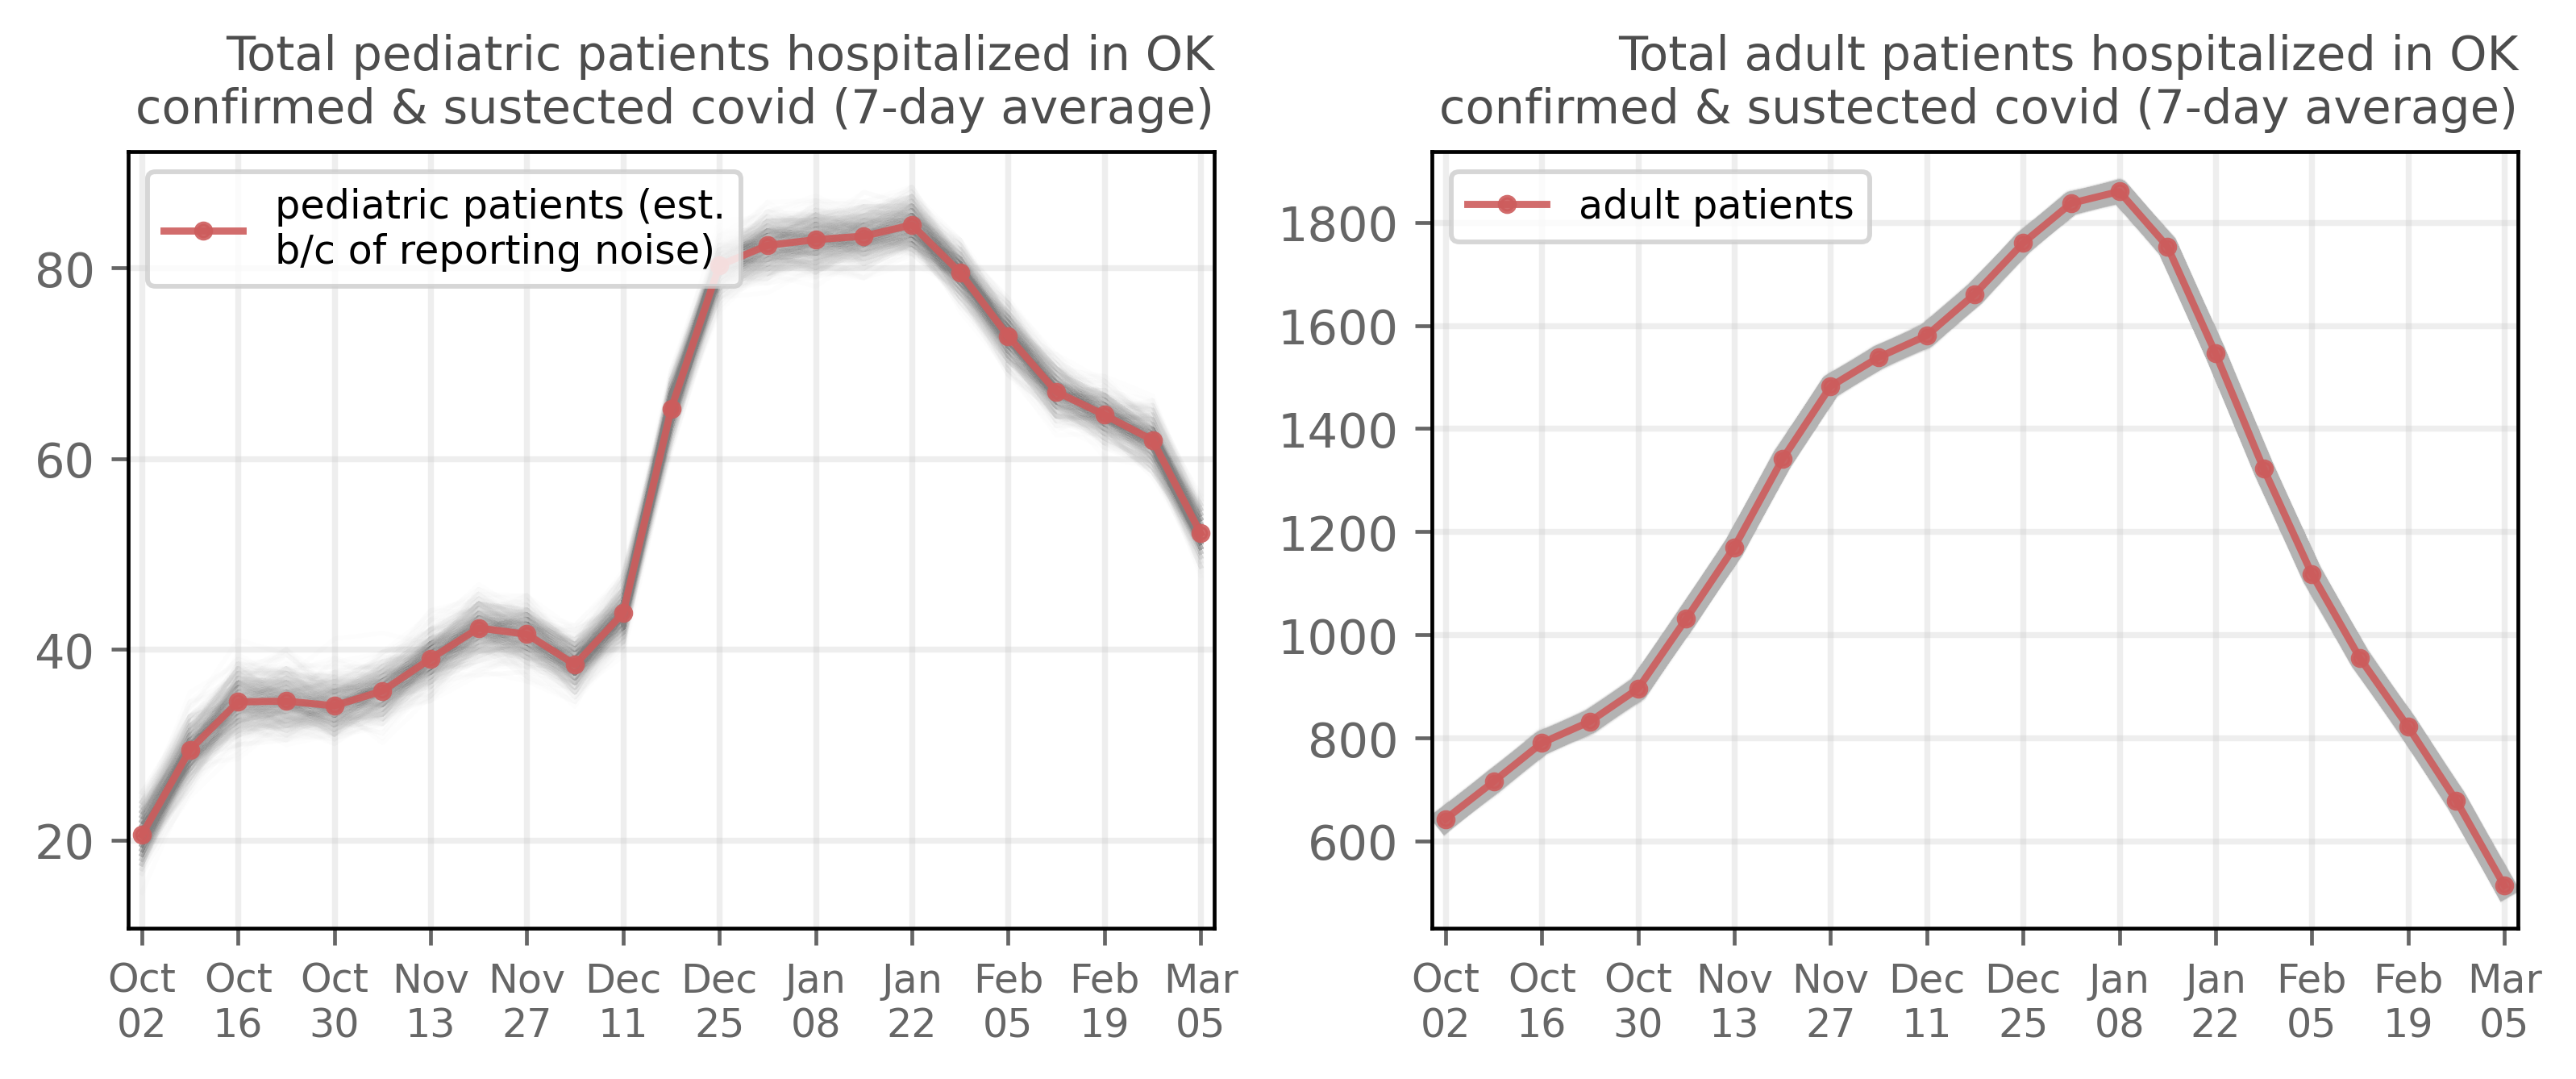 Total pediatric patients hospitalized in OK
confirmed & sustected covid (7-day average)
pediatric patients (est.
b/c of reporting noise)
80
60
40
20
Oct Oct Oct Nov Nov Dec Dec Jan Jan Feb Feb Mar
02 16 30 13 27 11 25 08 22 05 19 05
Total adult patients hospitalized in OK
confirmed & sustected covid (7-day average)
adult patients
1800
1600
1400
1200
1000
800
600
Oct Oct Oct Nov Nov Dec Dec Jan Jan Feb Feb Mar
02 16 30 13 27 11 25 08 22 05 19 05